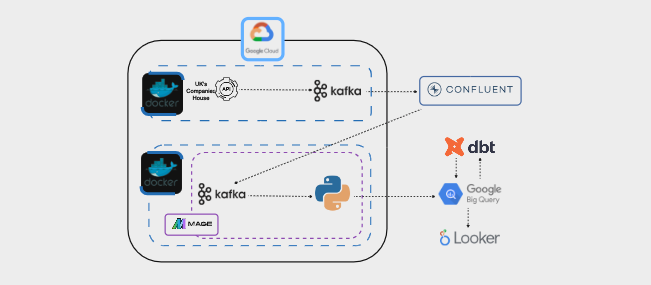 Google Cloud
docker
UK's
Companies
House
API
kafka
CONFLUENT
docker
kafka
MAGE
dbt
Google
Big Query
Looker